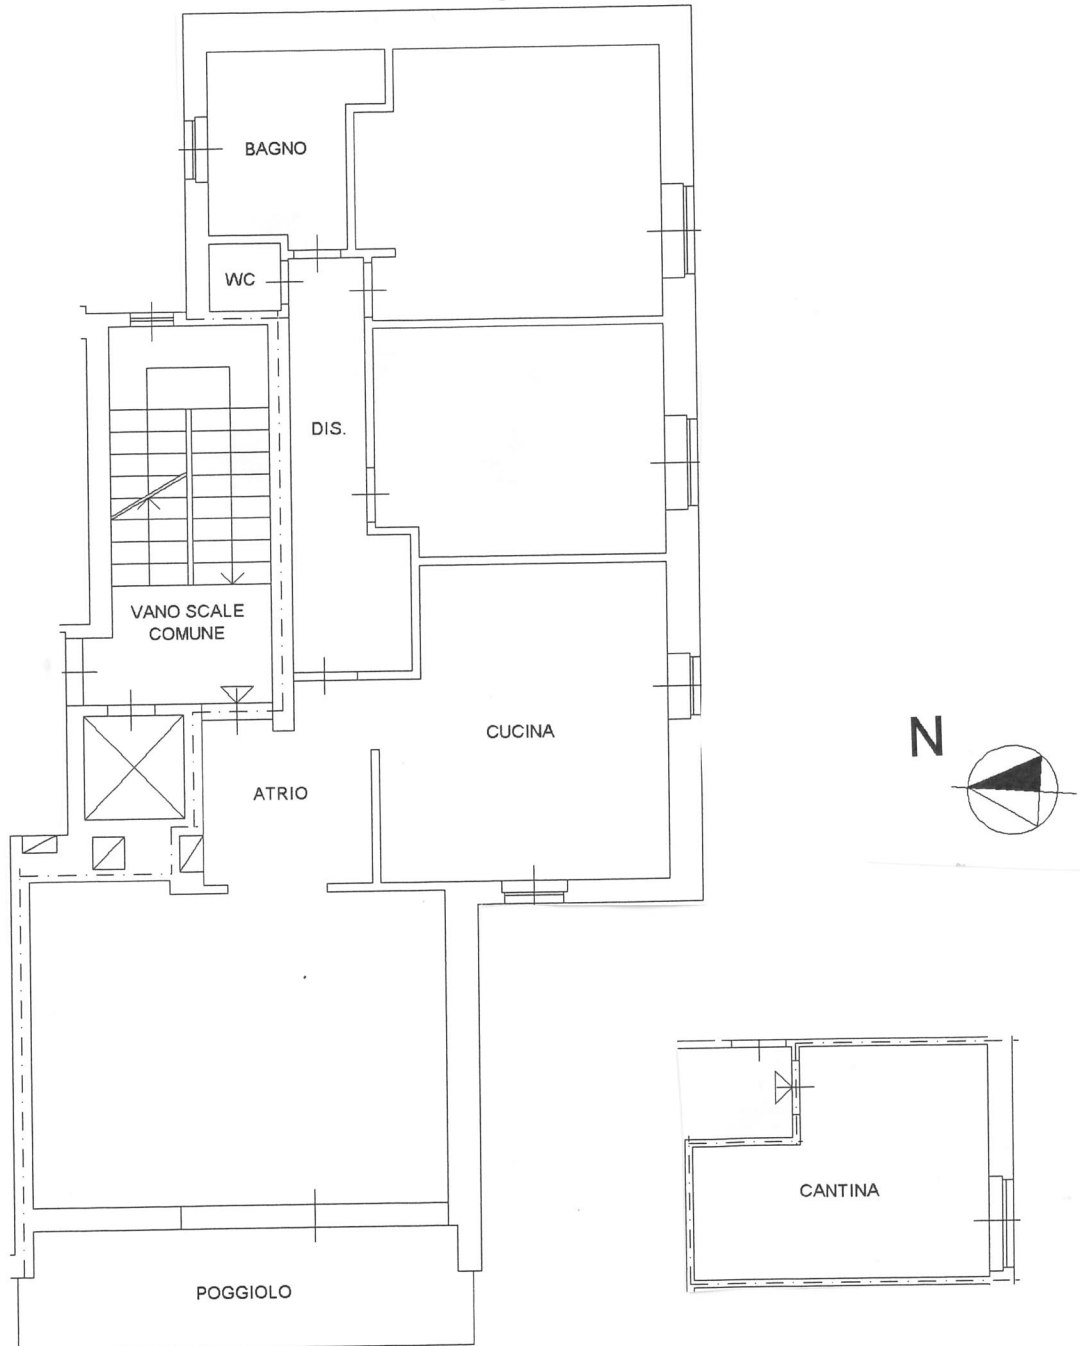 BAGNO
WC
DIS.
VANO SCALE
COMUNE
CUCINA
N
ATRIO
CANTINA
POGGIOLO